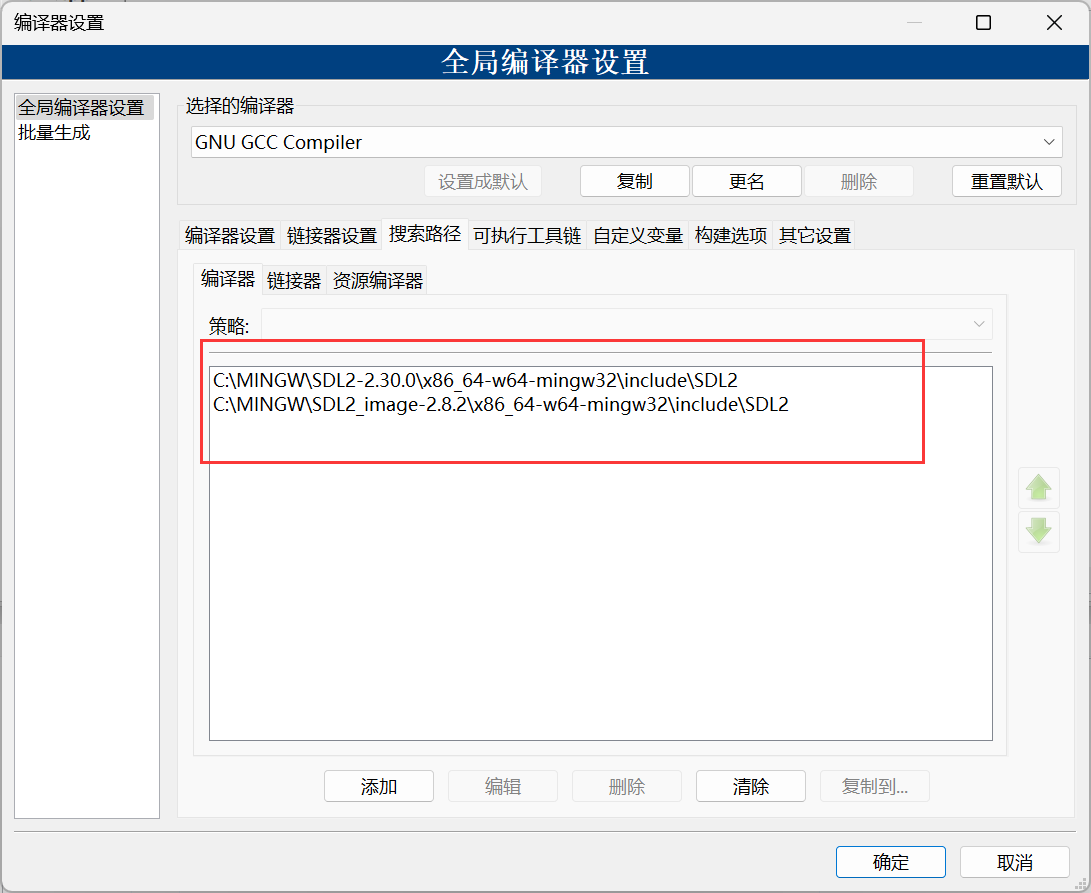 编译器设置
全局编译器设置
全局编译器设置
批量生成
选择的编译器
GNU GCC Compiler
设置成默认 复制 更名 删除 重置默认
编译器设置 链接器设置 搜索路径 可执行工具链 自定义变量 构建选项 其它设置
编译器 链接器 资源编译器
策略:
C:\MINGW\SDL2-2.30.0\x86_64-w64-mingw32\include\SDL2
C:\MINGW\SDL2_image-2.8.2\x86_64-w64-mingw32\include\SDL2
添加 编辑 删除 清除 复制到...
确定 取消